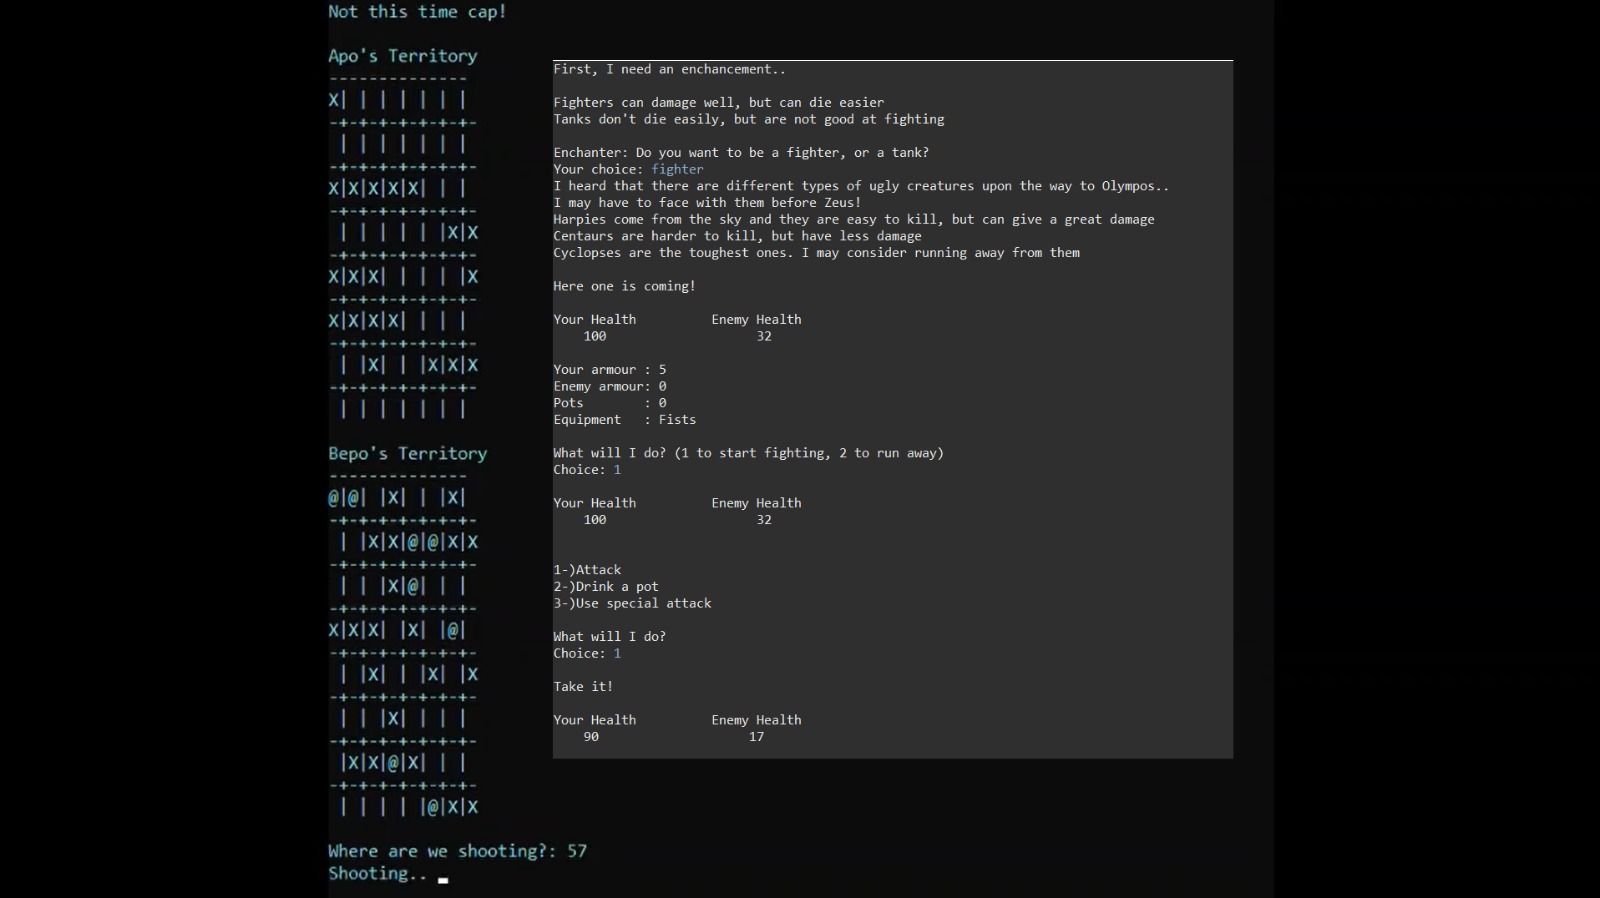 Not this time cap!
Apo's Territory
--------------
X| | | | | | |
-+-+-+-+-+-+-+-
 | | | | | | |
-+-+-+-+-+-+-+-
X|X|X|X|X| | |
-+-+-+-+-+-+-+-
 | | | | | |X|X
-+-+-+-+-+-+-+-
X|X|X| | | | |X
-+-+-+-+-+-+-+-
X|X|X|X| | | |
-+-+-+-+-+-+-+-
 | |X| | |X|X|X
-+-+-+-+-+-+-+-
 | | | | | | |
Bepo's Territory
--------------
@|@| |X| | |X|
-+-+-+-+-+-+-+-
 | |X|X|@|@|X|X
-+-+-+-+-+-+-+-
 | | |X|@| | |
-+-+-+-+-+-+-+-
X|X|X| |X| |@|
-+-+-+-+-+-+-+-
 | |X| | |X| |X
-+-+-+-+-+-+-+-
 | | |X| | | |
-+-+-+-+-+-+-+-
 |X|X|@|X| | |
-+-+-+-+-+-+-+-
 | | | | |@|X|X
Where are we shooting?: 57
Shooting..
First, I need an enchancement..
Fighters can damage well, but can die easier
Tanks don't die easily, but are not good at fighting
Enchanter: Do you want to be a fighter, or a tank?
Your choice: fighter
I heard that there are different types of ugly creatures upon the way to Olympos..
I may have to face with them before Zeus!
Harpies come from the sky and they are easy to kill, but can give a great damage
Centaurs are harder to kill, but have less damage
Cyclopses are the toughest ones. I may consider running away from them
Here one is coming!
Your Health          Enemy Health
    100                    32
Your armour : 5
Enemy armour: 0
Pots        : 0
Equipment   : Fists
What will I do? (1 to start fighting, 2 to run away)
Choice: 1
Your Health          Enemy Health
    100                    32
1-)Attack
2-)Drink a pot
3-)Use special attack
What will I do?
Choice: 1
Take it!
Your Health          Enemy Health
    90                    17